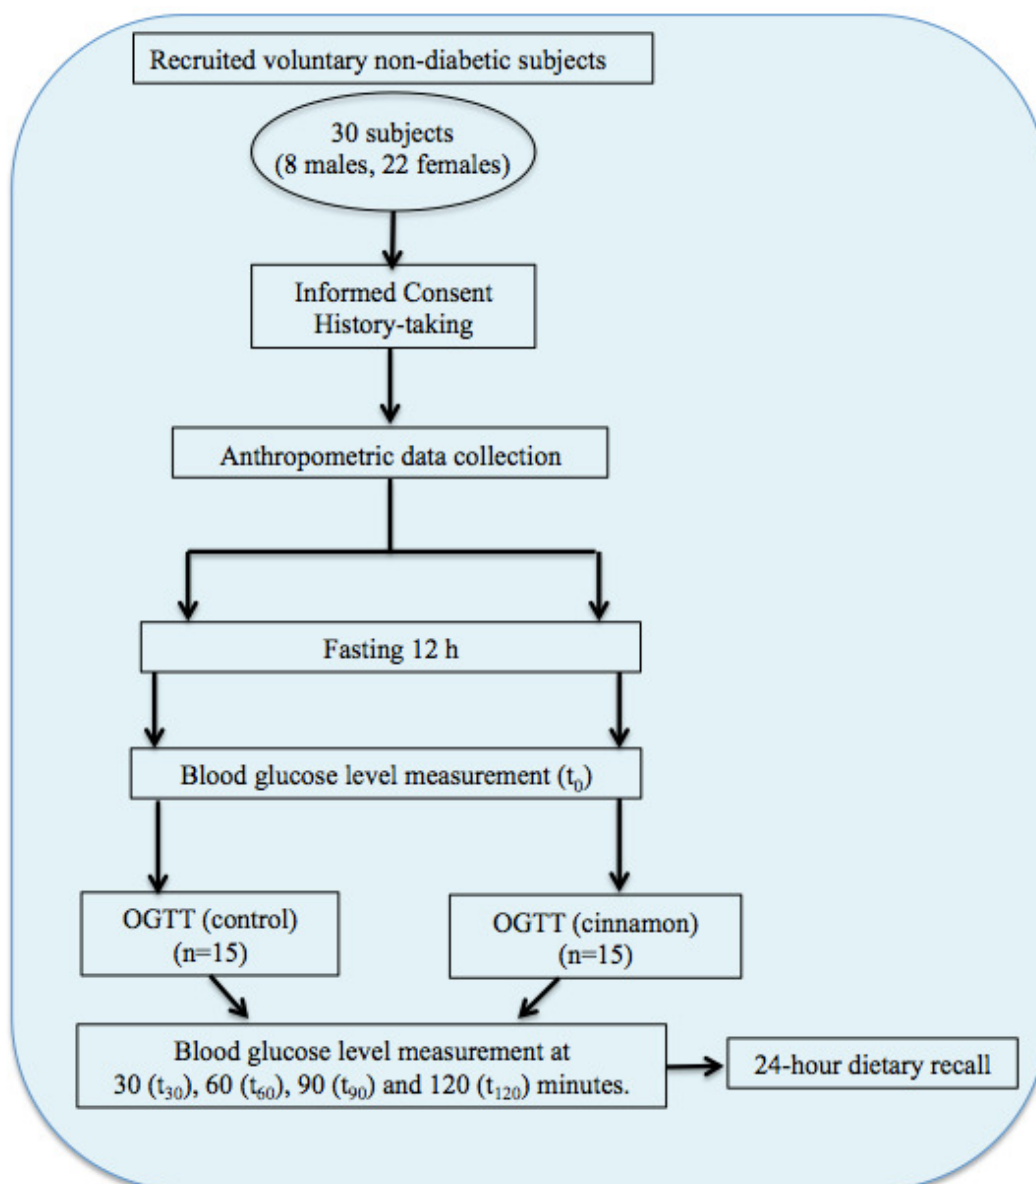 Recruited voluntary non-diabetic subjects
30 subjects
(8 males, 22 females)
Informed Consent
History-taking
Anthropometric data collection
Fasting 12 h
Blood glucose level measurement (t₀)
OGTT (control)
(n=15)
OGTT (cinnamon)
(n=15)
Blood glucose level measurement at
30 (t₃₀), 60 (t₆₀), 90 (t₉₀) and 120 (t₁₂₀) minutes.
24-hour dietary recall